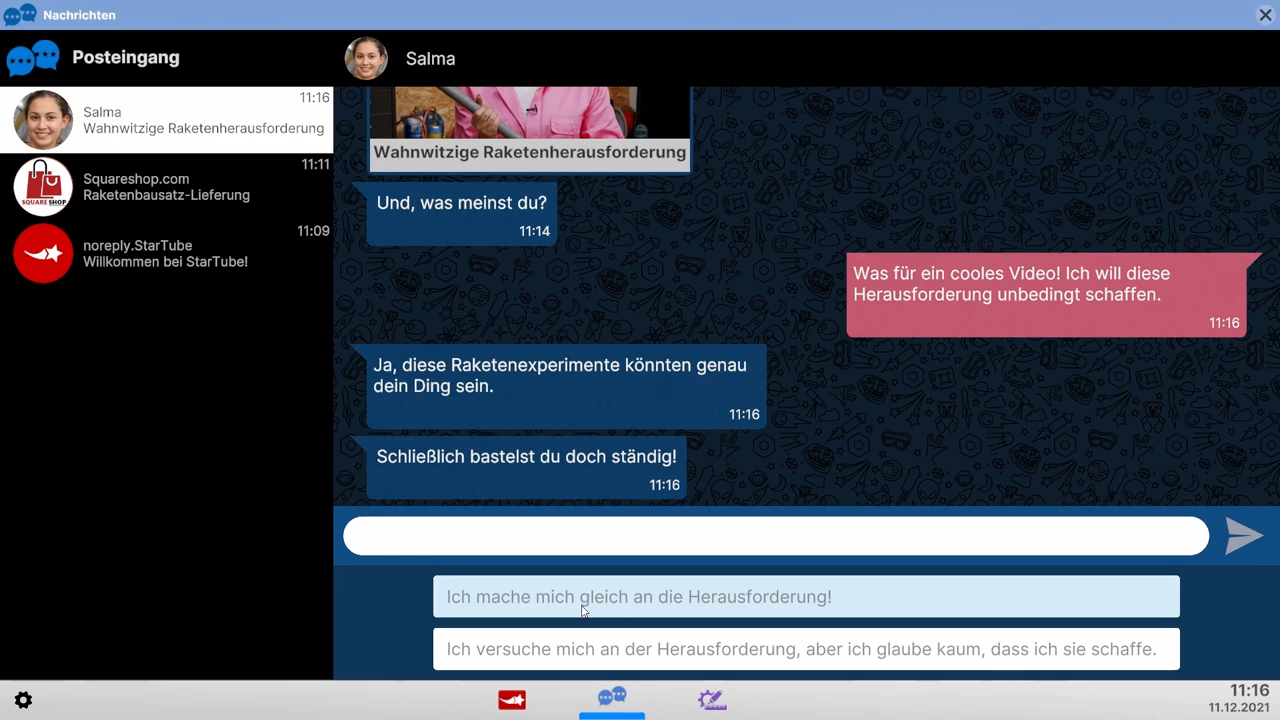 Nachrichten
Posteingang
Salma
11:16
Salma
Wahnwitzige Raketenherausforderung
11:11
Squareshop.com
Raketenbausatz-Lieferung
SQUARE SHOP
11:09
noreply.StarTube
Willkommen bei StarTube!
Wahnwitzige Raketenherausforderung
Und, was meinst du?
11:14
Was für ein cooles Video! Ich will diese
Herausforderung unbedingt schaffen.
11:16
Ja, diese Raketenexperimente könnten genau
dein Ding sein.
11:16
Schließlich bastelst du doch ständig!
11:16
Ich mache mich gleich an die Herausforderung!
Ich versuche mich an der Herausforderung, aber ich glaube kaum, dass ich sie schaffe.
11:16
11.12.2021